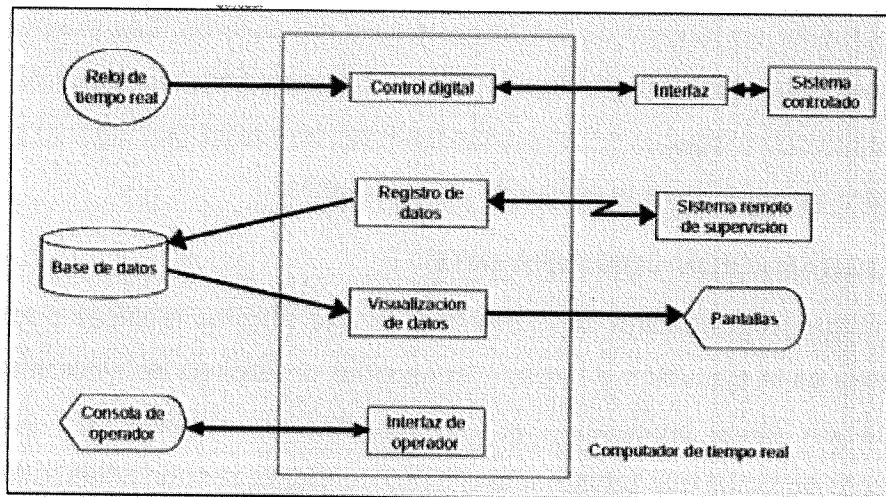 Reloj de
tiempo real
Control digital
Interfaz
Sistema
controlado
Registro de
datos
Sistema remoto
de supervisión
Base de datos
Visualización
de datos
Pantallas
Consola de
operador
Interfaz de
operador
Computador de tiempo real